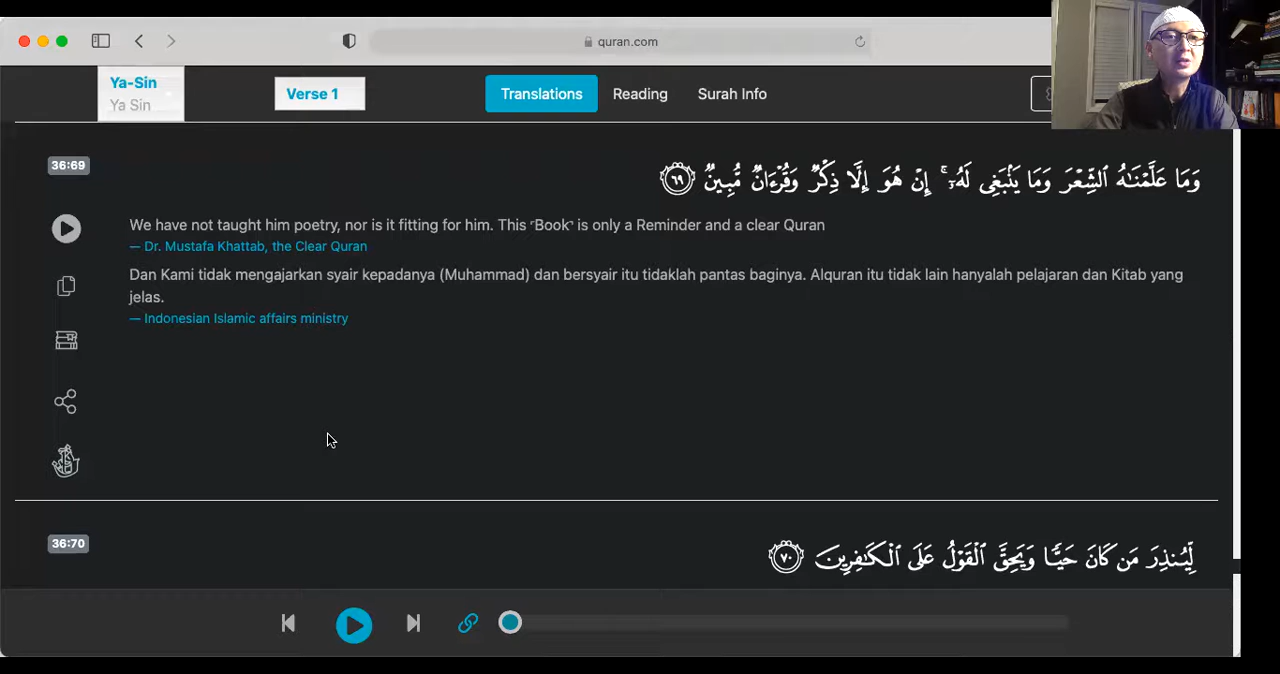 quran.com
Ya-Sin
Ya Sin
Verse 1
Translations
Reading
Surah Info
36:69
وَمَا عَلَّمْنَـٰهُ ٱلشِّعْرَ وَمَا يَنۢبَغِى لَهُۥٓ ۚ إِنْ هُوَ إِلَّا ذِكْرٌ وَقُرْءَانٌ مُّبِينٌ ٦٩
We have not taught him poetry, nor is it fitting for him. This ˹Book˺ is only a Reminder and a clear Quran
— Dr. Mustafa Khattab, the Clear Quran
Dan Kami tidak mengajarkan syair kepadanya (Muhammad) dan bersyair itu tidaklah pantas baginya. Alquran itu tidak lain hanyalah pelajaran dan Kitab yang
jelas.
— Indonesian Islamic affairs ministry
36:70
لِّيُنذِرَ مَن كَانَ حَيًّا وَيَحِقَّ ٱلْقَوْلُ عَلَى ٱلْكَـٰفِرِينَ ٧٠